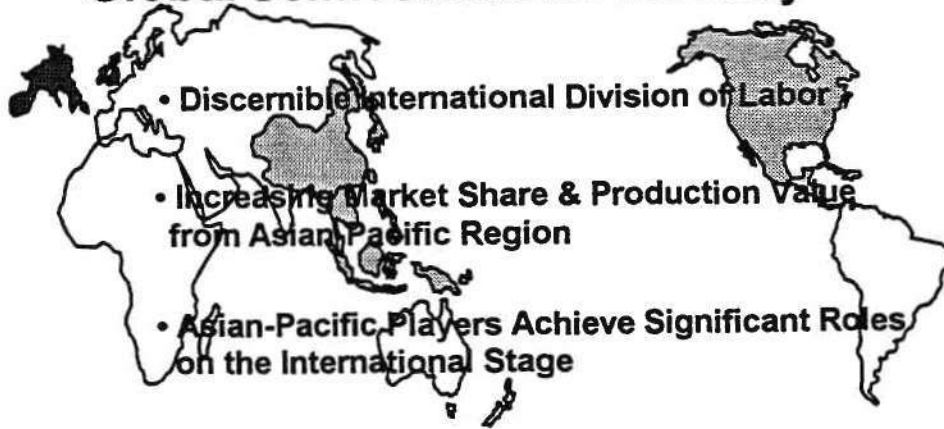 • Discernible International Division of Labor
• Increasing Market Share & Production Value
from Asian Pacific Region
• Asian-Pacific Players Achieve Significant Roles
on the International Stage